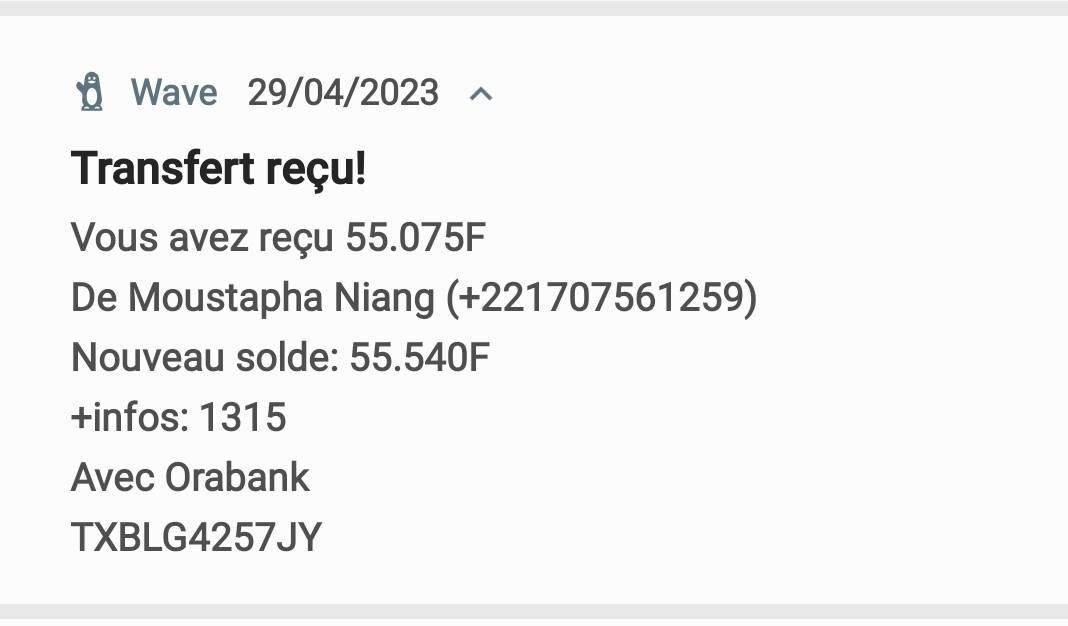 Wave 29/04/2023
Transfert reçu!
Vous avez reçu 55.075F
De Moustapha Niang (+221707561259)
Nouveau solde: 55.540F
+infos: 1315
Avec Orabank
TXBLG4257JY